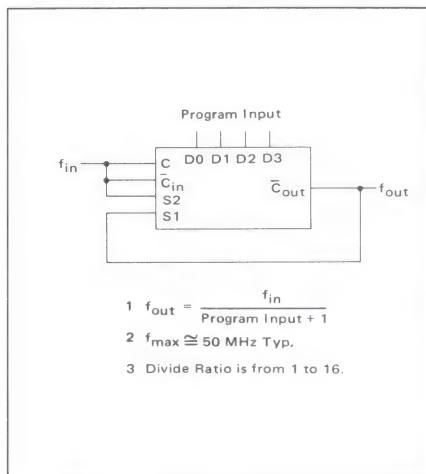 Program Input
f_in
C
D0 D1 D2 D3
C̅_in
C̅_out
f_out
S2
S1
1 f_out = f_in / Program Input + 1
2 f_max ≅ 50 MHz Typ.
3 Divide Ratio is from 1 to 16.